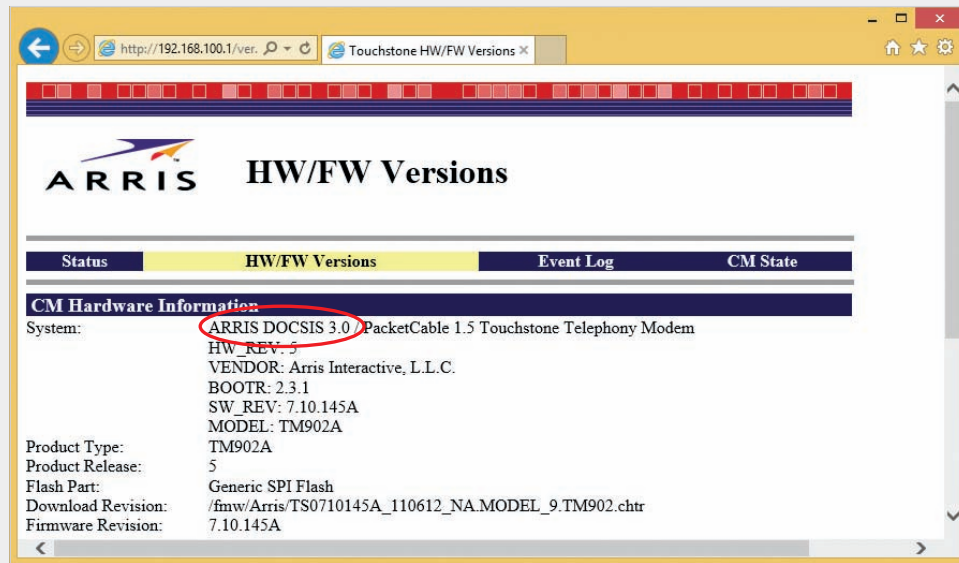 http://192.168.100.1/ver.
Touchstone HW/FW Versions
ARRIS
HW/FW Versions
Status HW/FW Versions Event Log CM State
CM Hardware Information
System: ARRIS DOCSIS 3.0 / PacketCable 1.5 Touchstone Telephony Modem
HW_REV: 5
VENDOR: Arris Interactive, L.L.C.
BOOTR: 2.3.1
SW_REV: 7.10.145A
MODEL: TM902A
Product Type: TM902A
Product Release: 5
Flash Part: Generic SPI Flash
Download Revision: /fmw/Arris/TS0710145A_110612_NA.MODEL_9.TM902.chtr
Firmware Revision: 7.10.145A